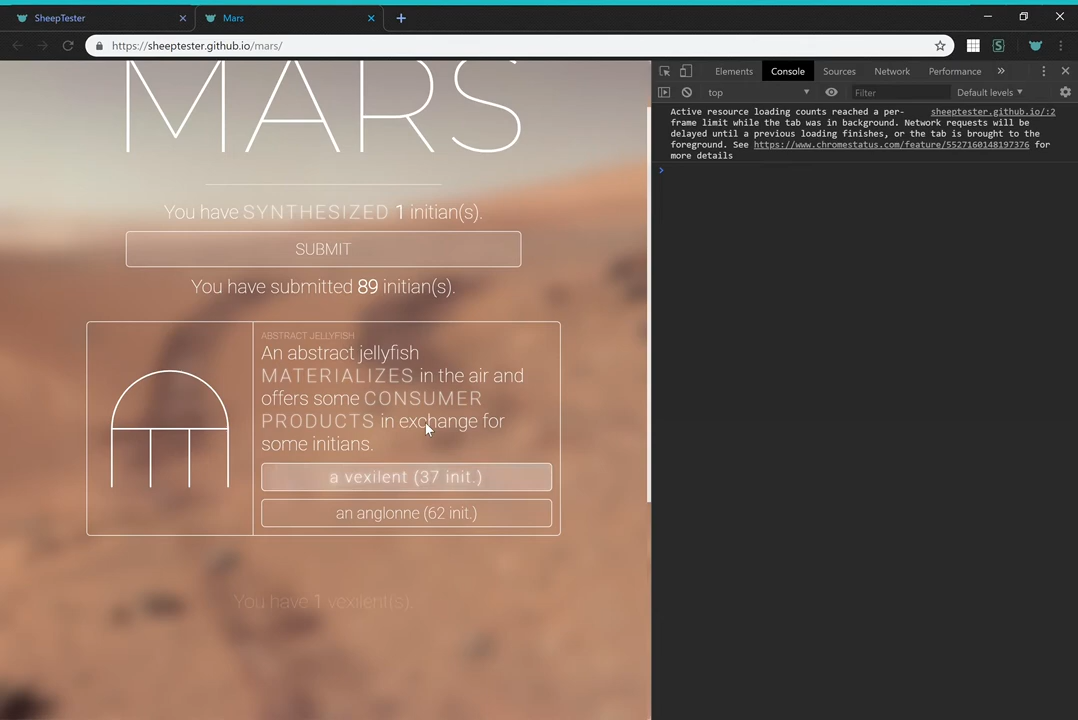 SheepTester
Mars
https://sheeptester.github.io/mars/
Elements Console Sources Network Performance
top Filter Default levels
Active resource loading counts reached a per- sheeptester.github.io/:2
frame limit while the tab was in background. Network requests will be
delayed until a previous loading finishes, or the tab is brought to the
foreground. See https://www.chromestatus.com/feature/5527160148197376 for
more details
MARS
You have SYNTHESIZED 1 initian(s).
SUBMIT
You have submitted 89 initian(s).
ABSTRACT JELLYFISH
An abstract jellyfish
MATERIALIZES in the air and
offers some CONSUMER
PRODUCTS in exchange for
some initians.
a vexilent (37 init.)
an anglonne (62 init.)
You have 1 vexilent(s).